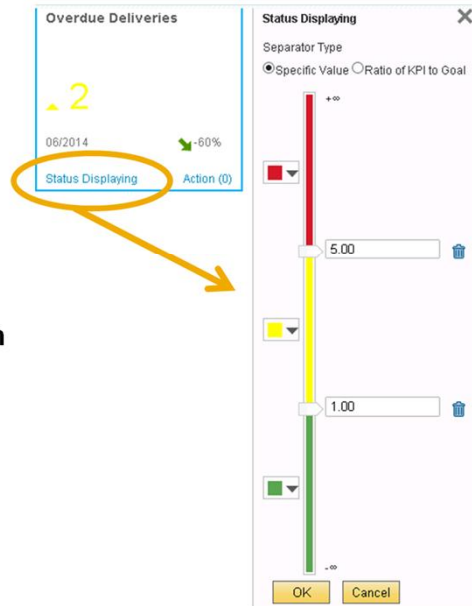 Overdue Deliveries
2
06/2014 -60%
Status Displaying Action (0)
n
Status Displaying
Separator Type
Specific Value Ratio of KPI to Goal
+∞
5.00
1.00
-∞
OK Cancel